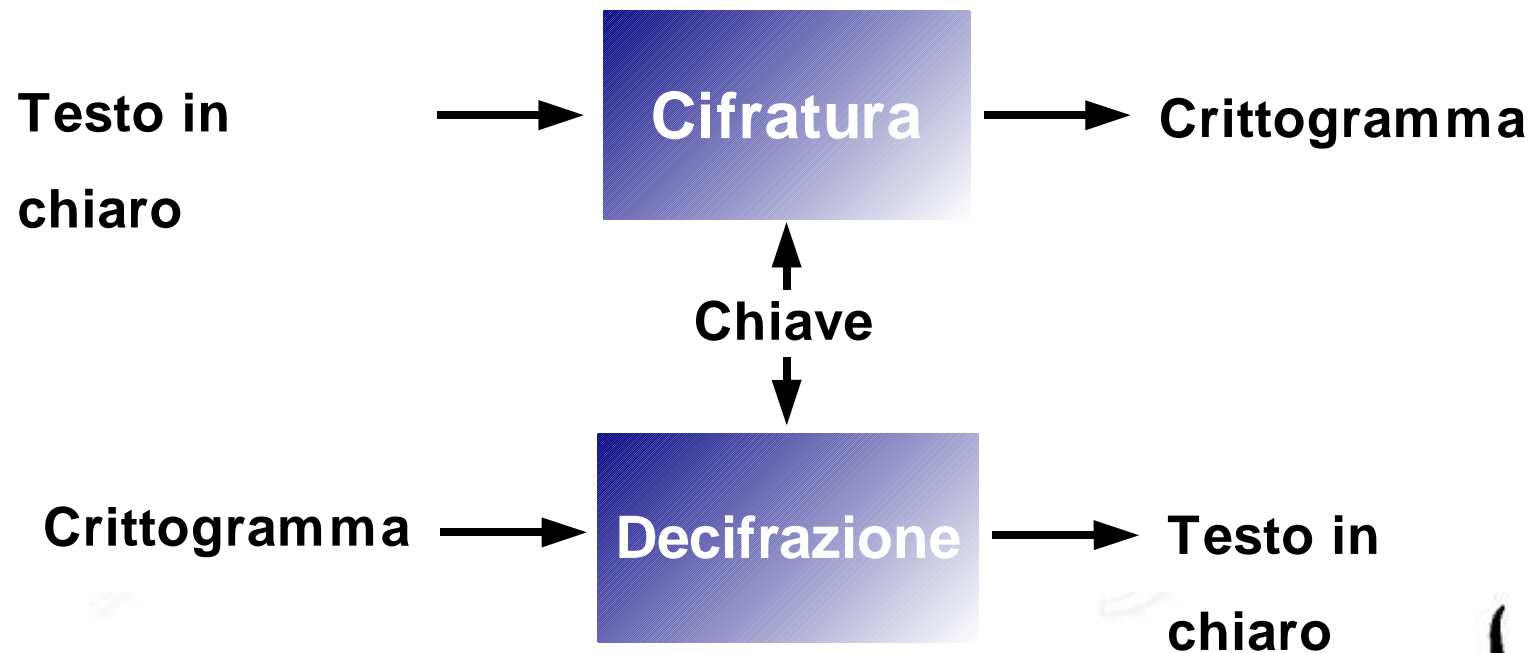 Testo in
chiaro
Cifratura
Crittogramma
Chiave
Crittogramma
Decifrazione
Testo in
chiaro